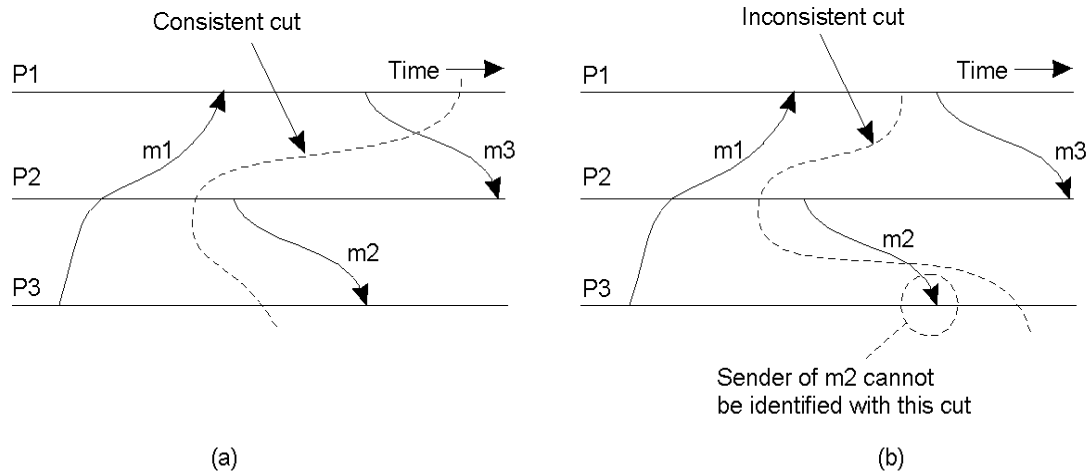 Consistent cut
Time
P1
m1
m3
P2
m2
P3
(a)
Inconsistent cut
Time
P1
m1
m3
P2
m2
P3
Sender of m2 cannot
be identified with this cut
(b)